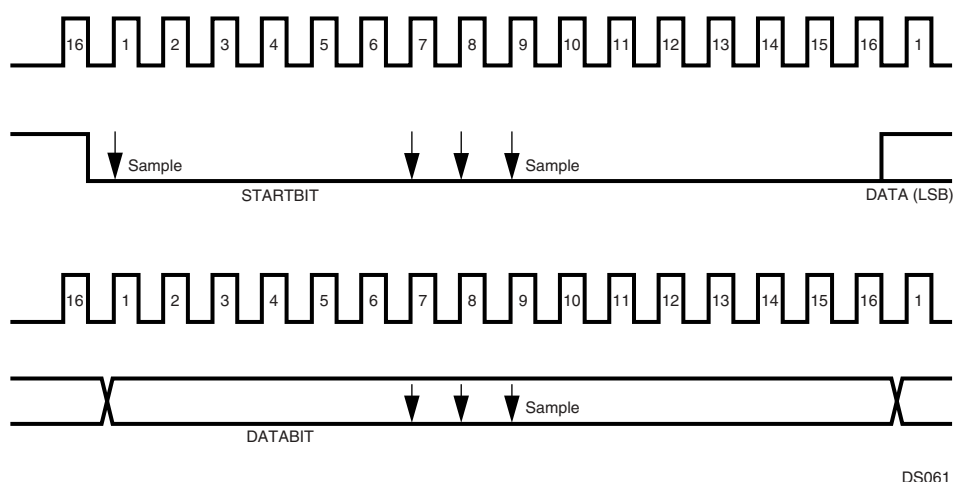 16 1 2 3 4 5 6 7 8 9 10 11 12 13 14 15 16 1
Sample Sample
STARTBIT DATA (LSB)
16 1 2 3 4 5 6 7 8 9 10 11 12 13 14 15 16 1
Sample
DATABIT
DS061